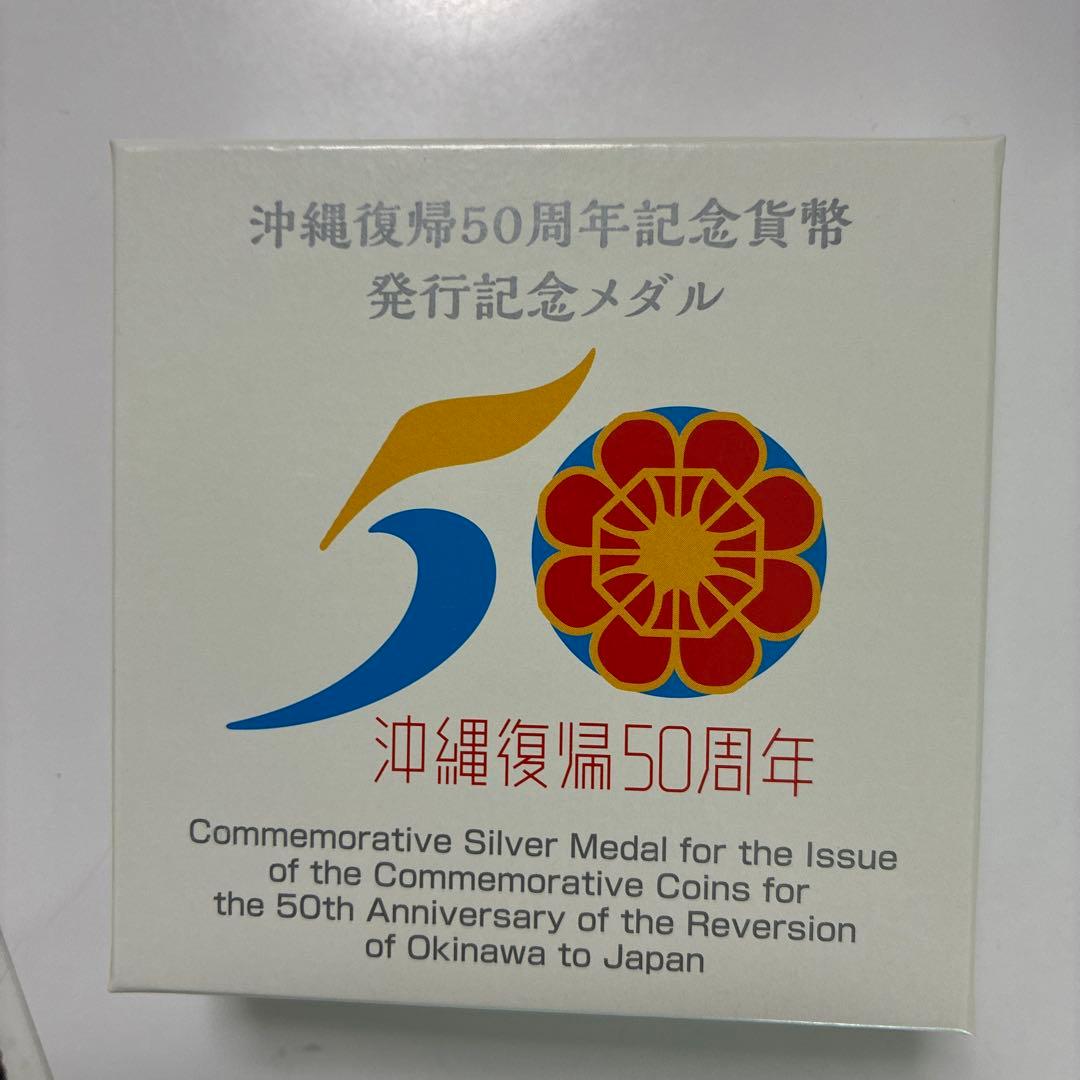 沖縄復帰50周年記念貨幣
発行記念メダル
50
沖縄復帰50周年
Commemorative Silver Medal for the Issue
of the Commemorative Coins for
the 50th Anniversary of the Reversion
of Okinawa to Japan